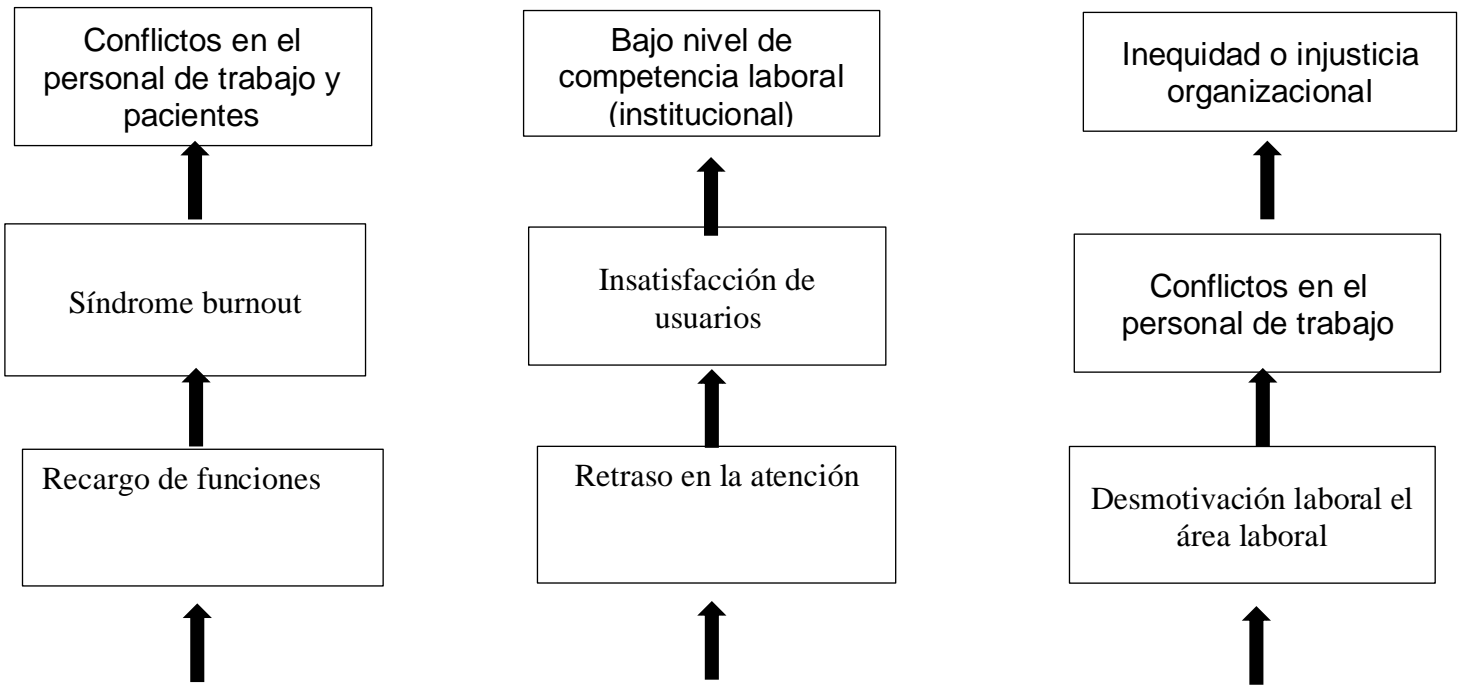 Conflictos en el
personal de trabajo y
pacientes
Bajo nivel de
competencia laboral
(institucional)
Inequidad o injusticia
organizacional
Síndrome burnout
Insatisfacción de
usuarios
Conflictos en el
personal de trabajo
Recargo de funciones
Retraso en la atención
Desmotivación laboral el
área laboral